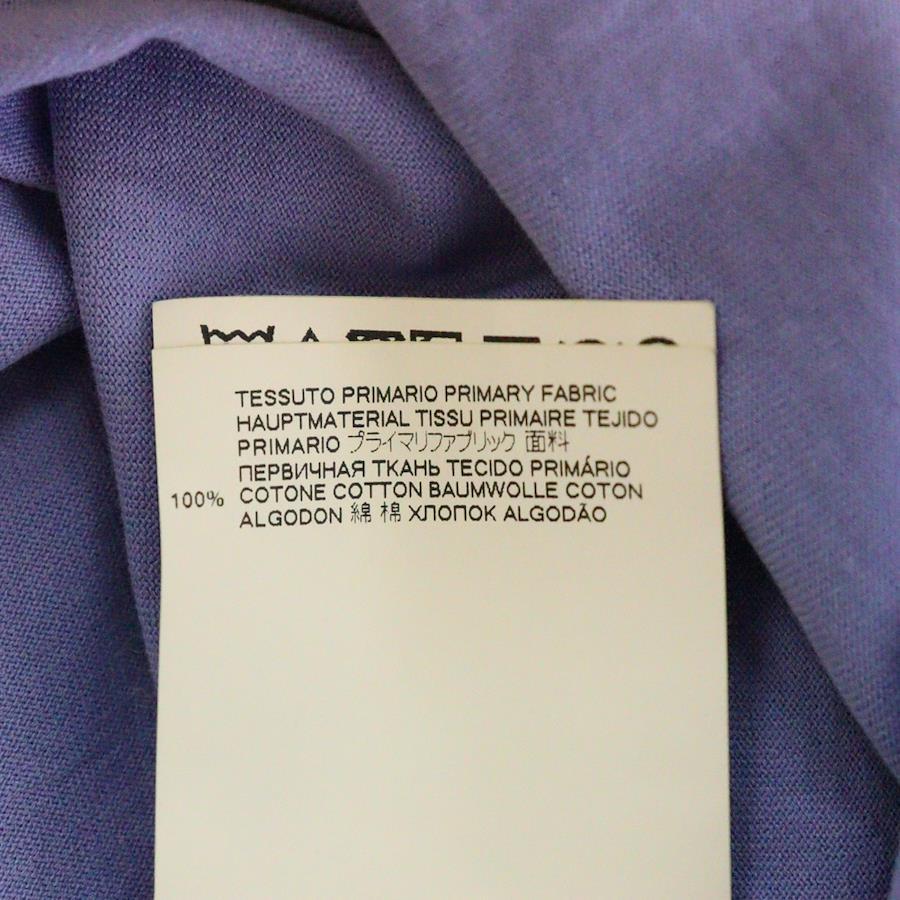 TESSUTO PRIMARIO PRIMARY FABRIC
HAUPTMATERIAL TISSU PRIMAIRE TEJIDO
PRIMARIO プライマリファブリック 面料
ПЕРВИЧНАЯ ТКАНЬ TECIDO PRIMÁRIO
100% COTONE COTTON BAUMWOLLE COTON
ALGODON 綿 棉 ХЛОПОК ALGODÃO